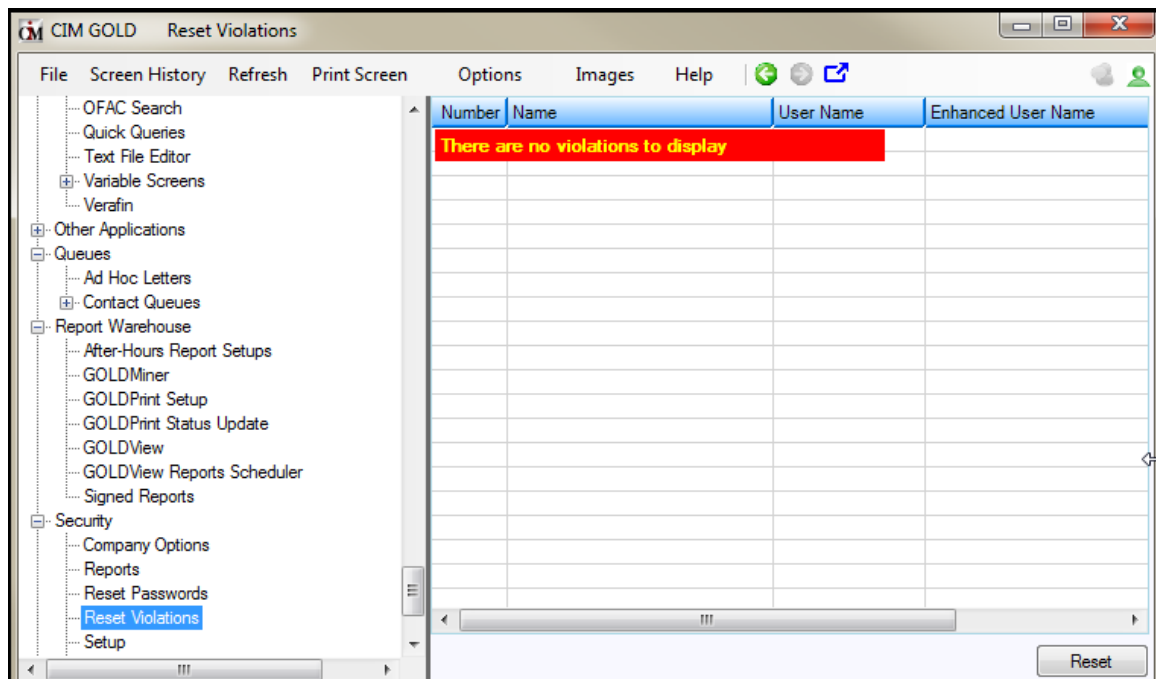 CIM GOLD Reset Violations
File Screen History Refresh Print Screen Options Images Help
OFAC Search
Quick Queries
Text File Editor
Variable Screens
Verafin
Other Applications
Queues
Ad Hoc Letters
Contact Queues
Report Warehouse
After-Hours Report Setups
GOLDMiner
GOLDPrint Setup
GOLDPrint Status Update
GOLDView
GOLDView Reports Scheduler
Signed Reports
Security
Company Options
Reports
Reset Passwords
Reset Violations
Setup
Number Name User Name Enhanced User Name
There are no violations to display
Reset